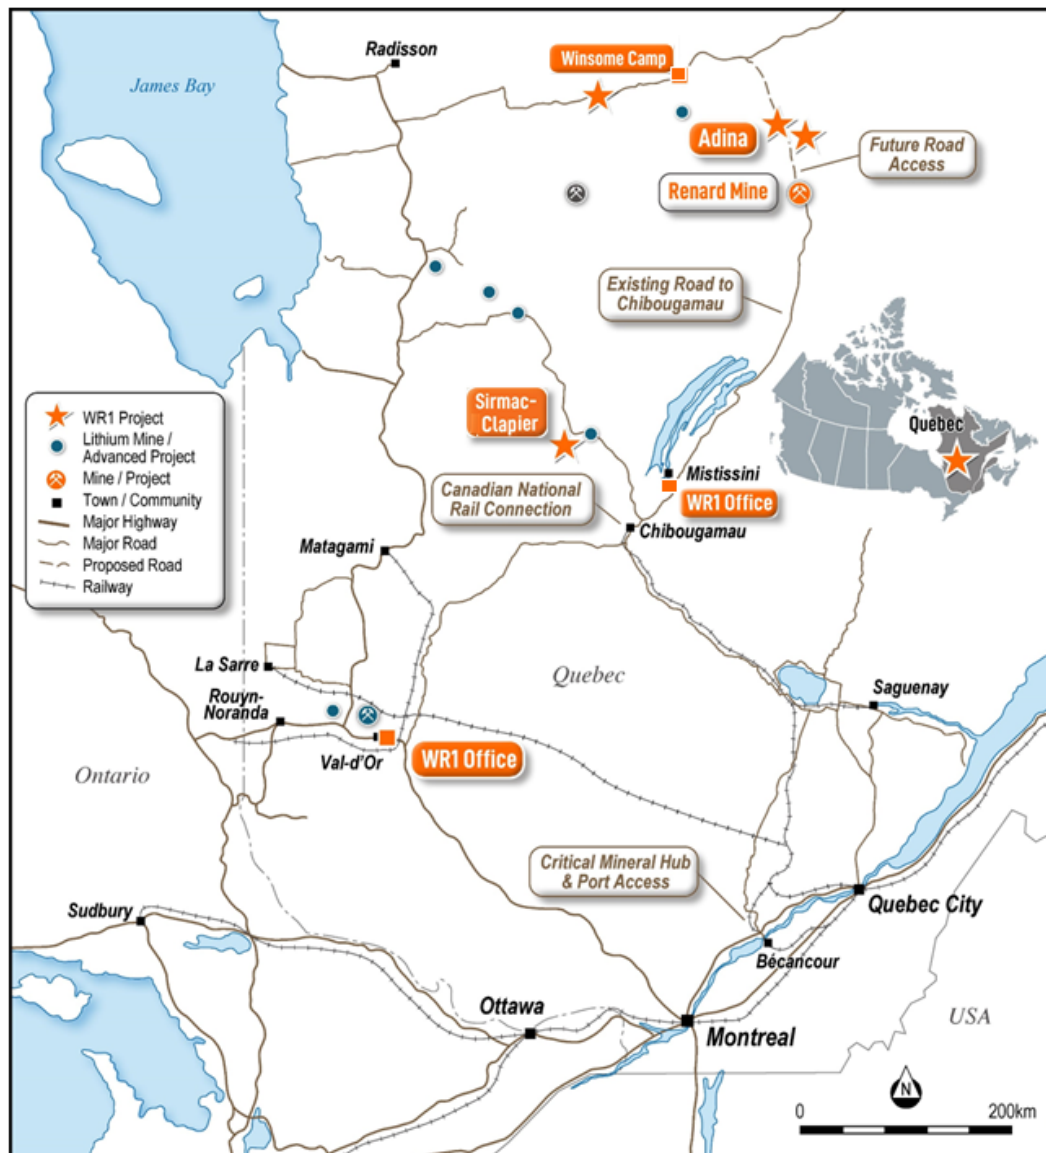 Radisson
James Bay
Winsome Camp
Adina
Future Road
Access
Renard Mine
Existing Road to
Chibougamau
Sirmac-
Clapier
Quebec
WR1 Project
Lithium Mine /
Advanced Project
Mine / Project
Town / Community
Major Highway
Major Road
Proposed Road
Railway
Mistissini
WR1 Office
Canadian National
Rail Connection
Chibougamau
Matagami
La Sarre
Quebec
Rouyn-
Noranda
Saguenay
Val-d'Or
WR1 Office
Ontario
Critical Mineral Hub
& Port Access
Sudbury
Quebec City
Bécancour
Ottawa
Montreal
USA
N
0
200km